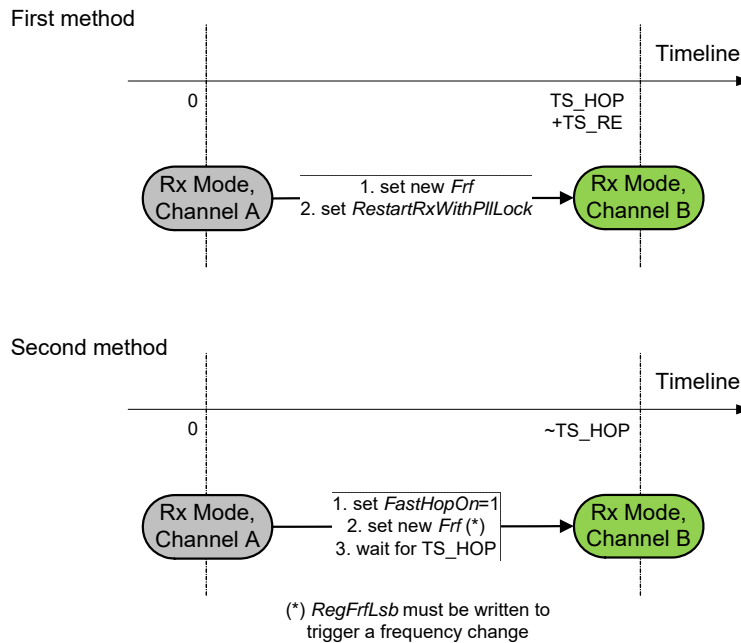 First method
Timeline
0
TS_HOP
+TS_RE
Rx Mode,
Channel A
1. set new Frf
2. set RestartRxWithPllLock
Rx Mode,
Channel B
Second method
Timeline
0
~TS_HOP
Rx Mode,
Channel A
1. set FastHopOn=1
2. set new Frf (*)
3. wait for TS_HOP
Rx Mode,
Channel B
(*) RegFrfLsb must be written to
trigger a frequency change